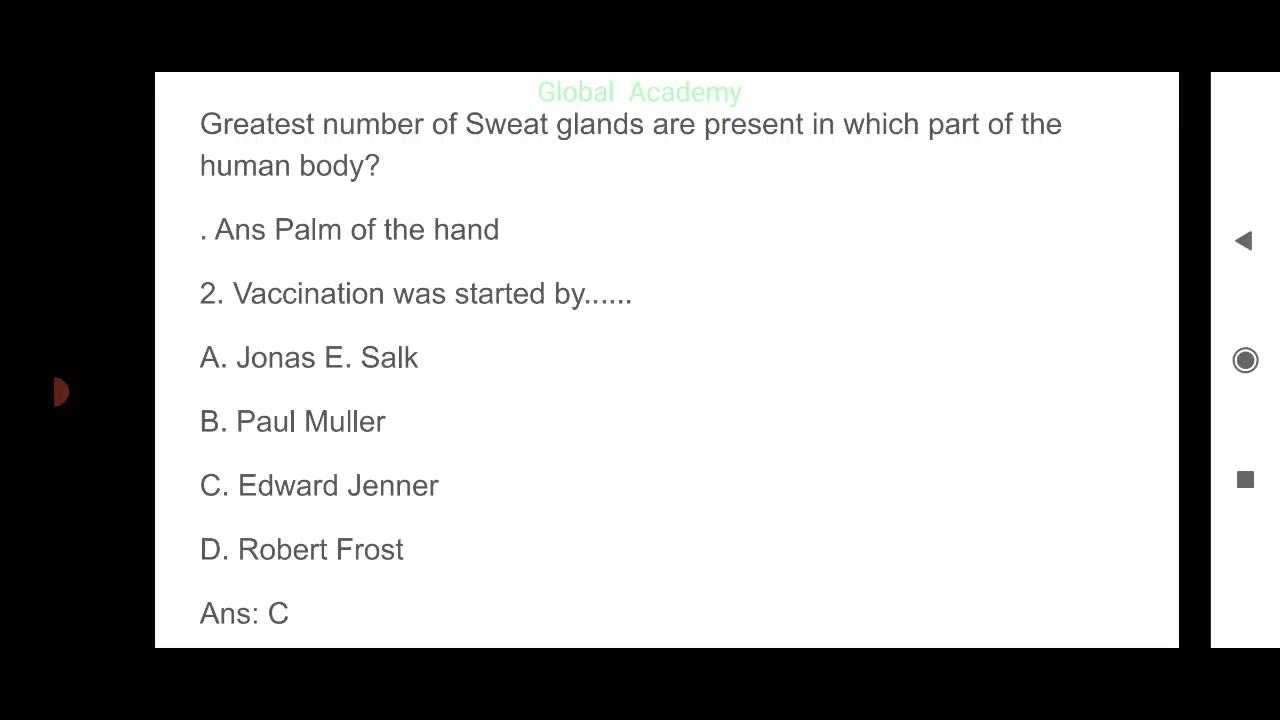 Global Academy
Greatest number of Sweat glands are present in which part of the
human body?
. Ans Palm of the hand
2. Vaccination was started by......
A. Jonas E. Salk
B. Paul Muller
C. Edward Jenner
D. Robert Frost
Ans: C